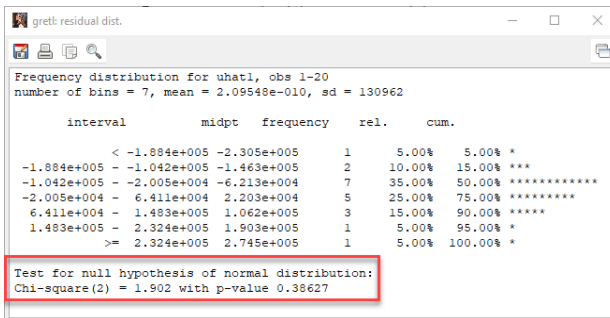 gretl: residual dist.
Frequency distribution for uhat1, obs 1-20
number of bins = 7, mean = 2.09548e-010, sd = 130962
interval midpt frequency rel. cum.
< -1.884e+005 -2.305e+005 1 5.00% 5.00% *
-1.884e+005 - -1.042e+005 -1.463e+005 2 10.00% 15.00% ***
-1.042e+005 - -2.005e+004 -6.213e+004 7 35.00% 50.00% ************
-2.005e+004 - 6.411e+004 2.203e+004 5 25.00% 75.00% *********
6.411e+004 - 1.483e+005 1.062e+005 3 15.00% 90.00% *****
1.483e+005 - 2.324e+005 1.903e+005 1 5.00% 95.00% *
>= 2.324e+005 2.745e+005 1 5.00% 100.00% *
Test for null hypothesis of normal distribution:
Chi-square(2) = 1.902 with p-value 0.38627